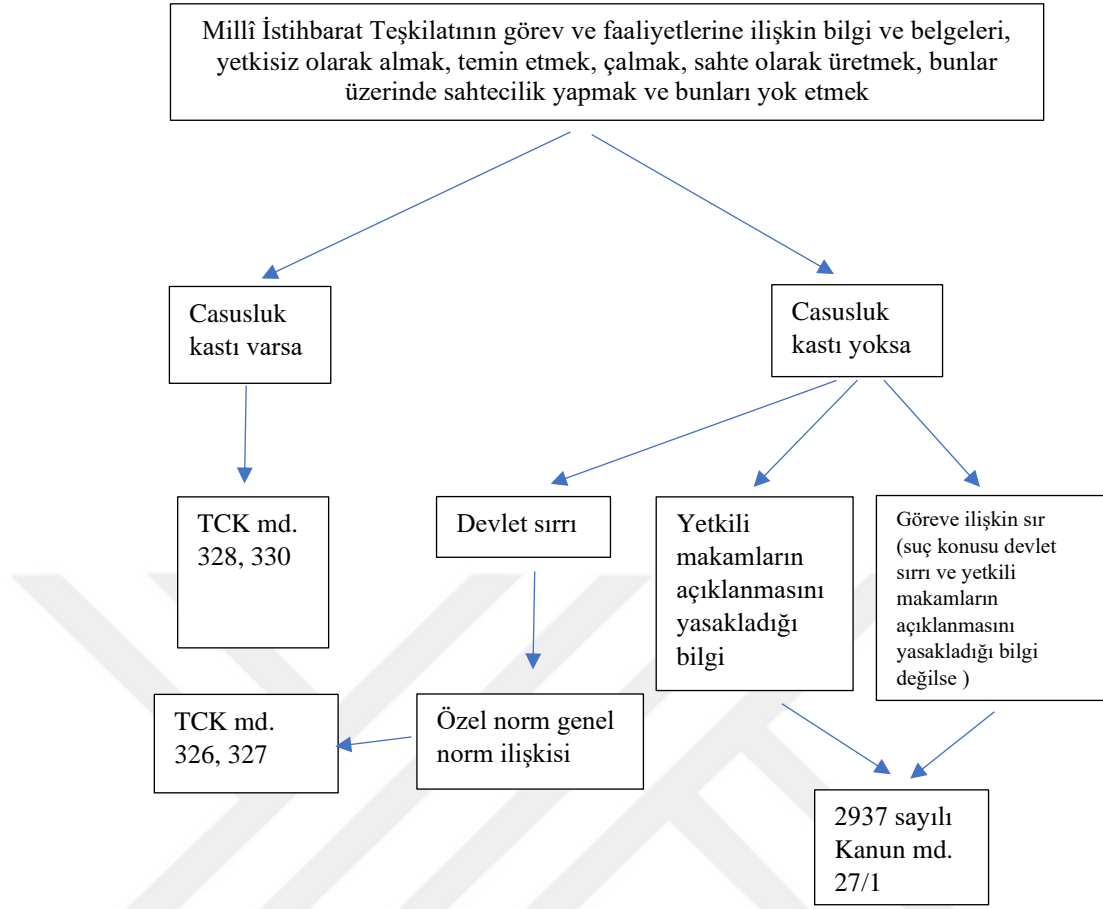 Millî İstihbarat Teşkilatının görev ve faaliyetlerine ilişkin bilgi ve belgeleri,
yetkisiz olarak almak, temin etmek, çalmak, sahte olarak üretmek, bunlar
üzerinde sahtecilik yapmak ve bunları yok etmek
Casusluk
kastı varsa
Casusluk
kastı yoksa
TCK md.
328, 330
Devlet sırrı
Yetkili
makamların
açıklanmasını
yasakladığı
bilgi
Göreve ilişkin sır
(suç konusu devlet
sırrı ve yetkili
makamların
açıklanmasını
yasakladığı bilgi
değilse )
TCK md.
326, 327
Özel norm genel
norm ilişkisi
2937 sayılı
Kanun md.
27/1